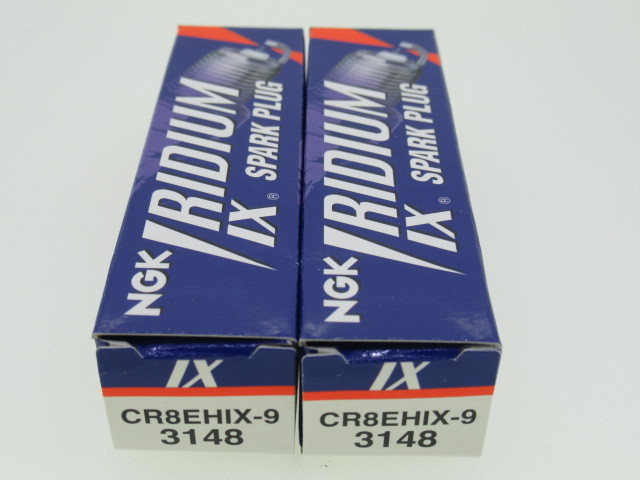 NGK IRIDIUM IX® SPARK PLUG
IX
CR8EHIX-9
3148
NGK IRIDIUM IX® SPARK PLUG
IX
CR8EHIX-9
3148